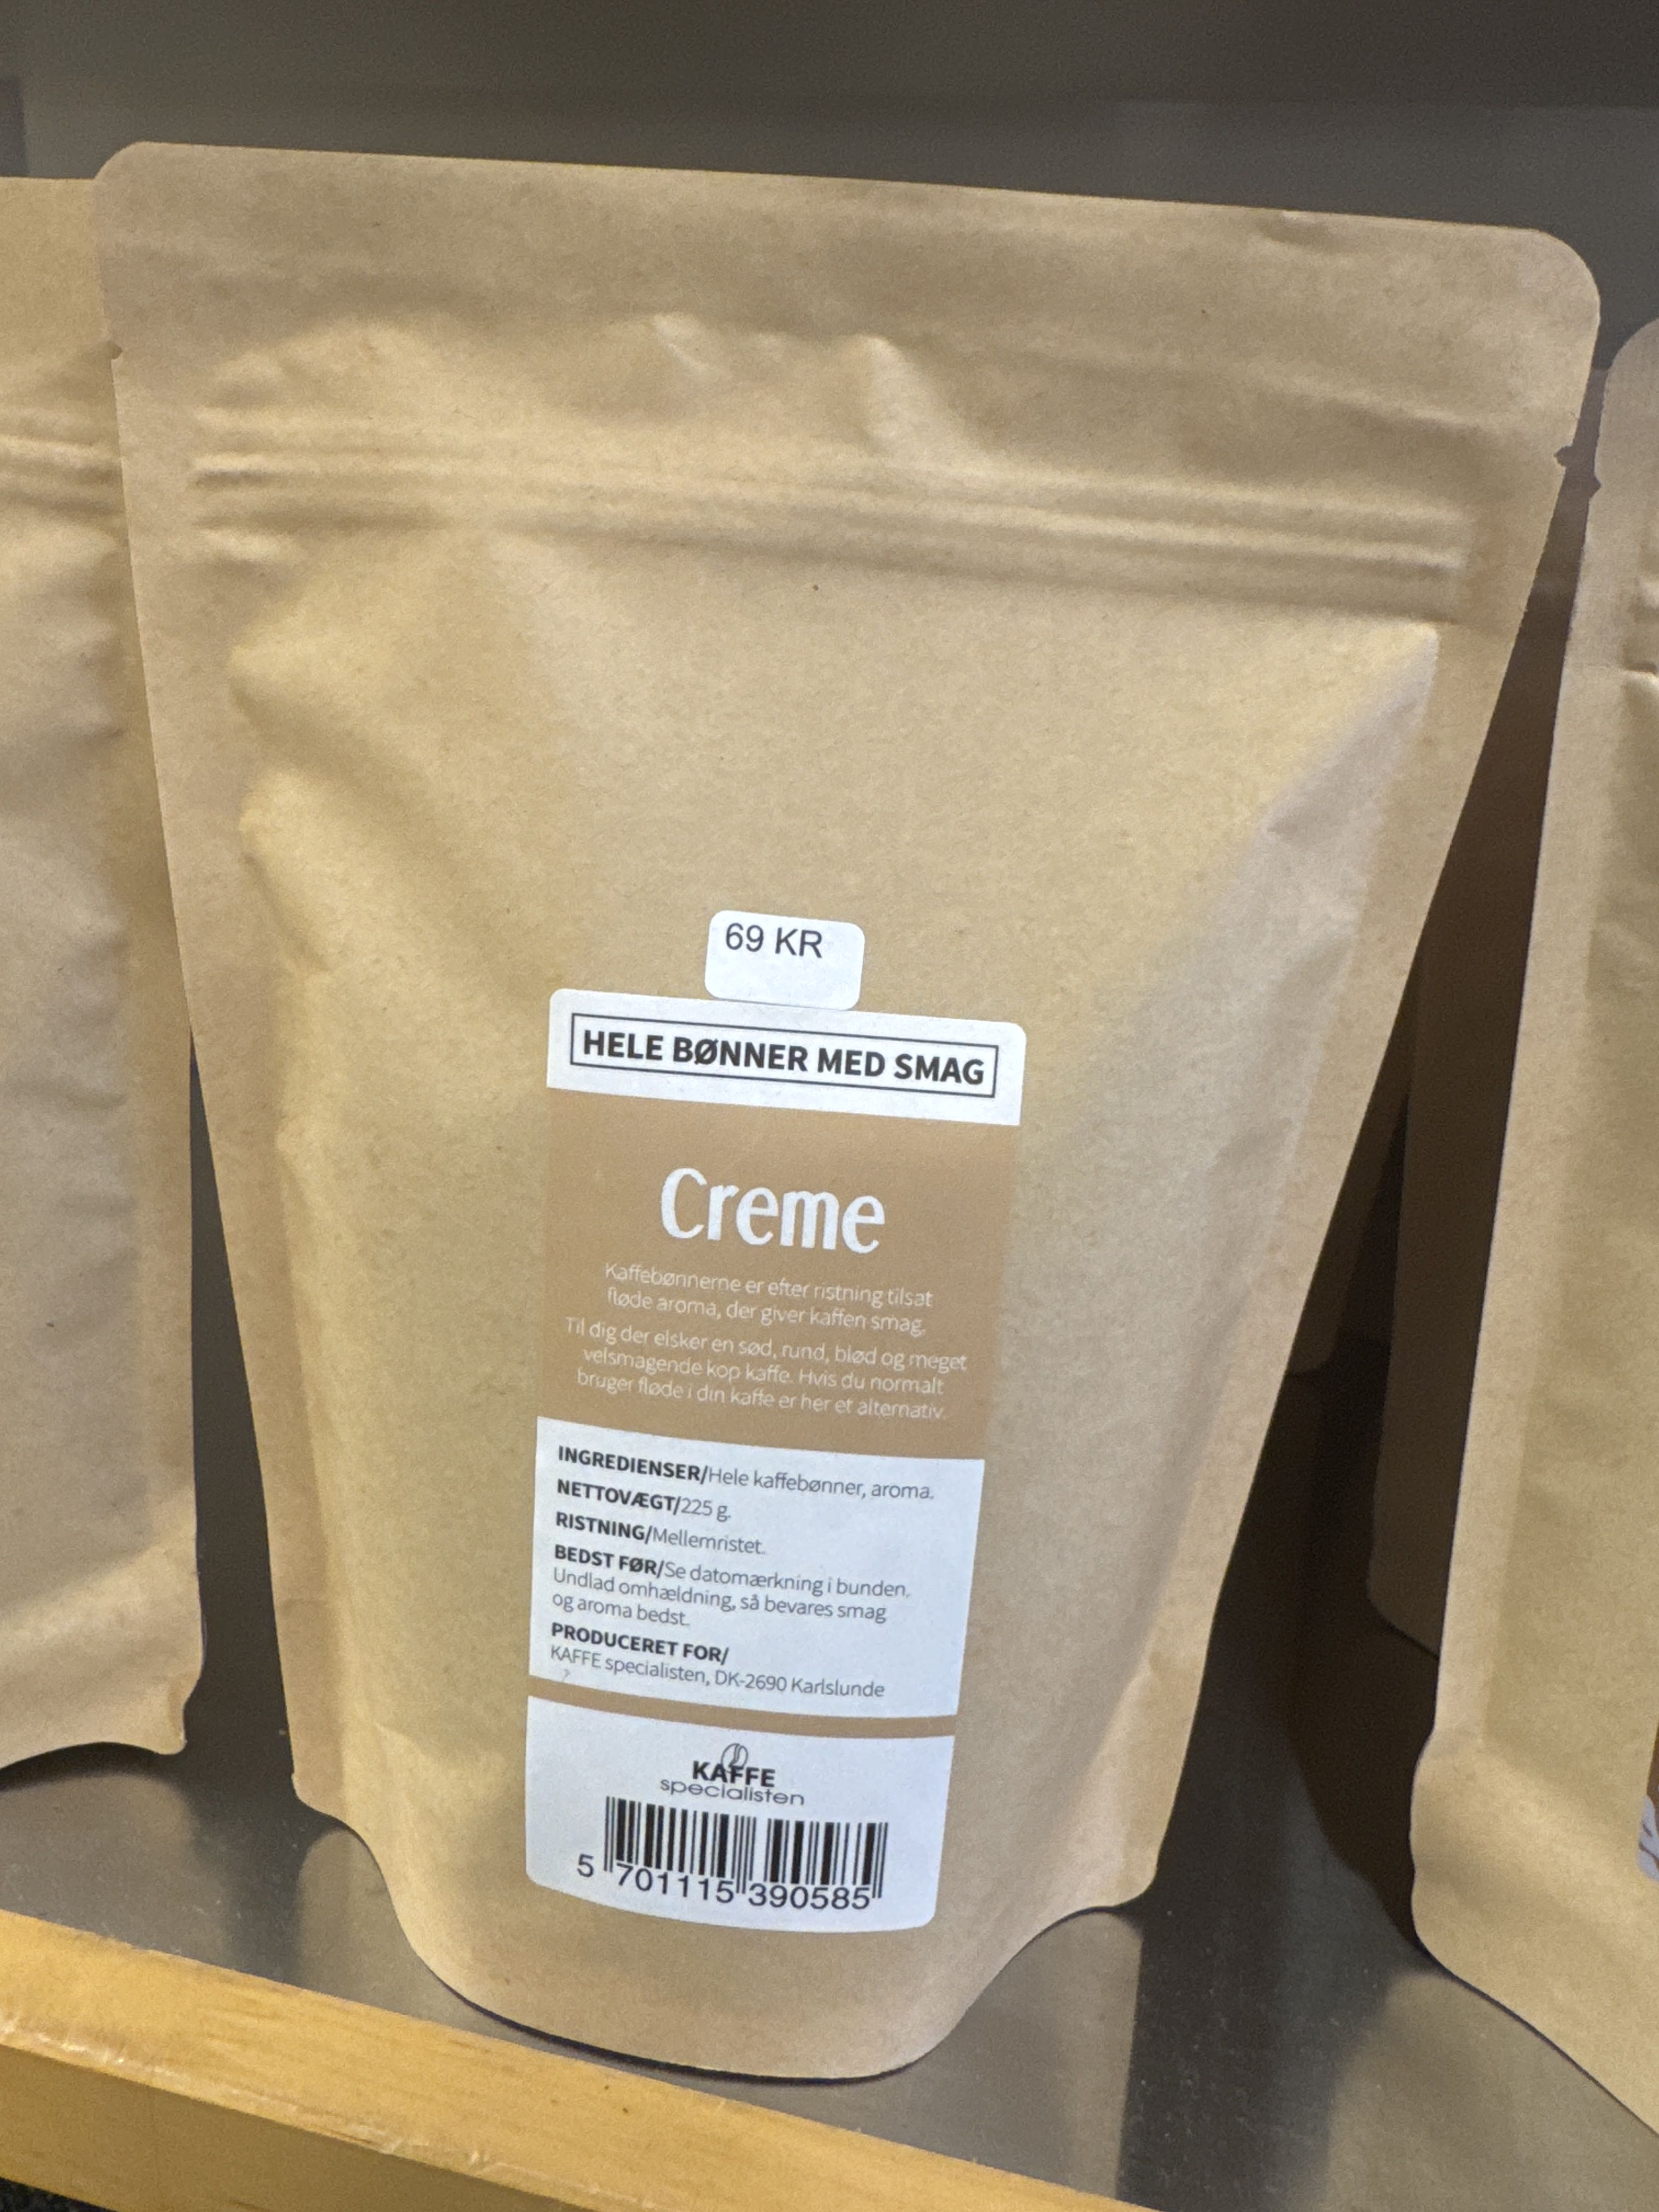 69 KR
HELE BØNNER MED SMAG
Creme
Kaffebønnerne er efter ristning tilsat
fløde aroma, der giver kaffen smag.
Til dig der elsker en sød, rund, blød og meget
velsmagende kop kaffe. Hvis du normalt
bruger fløde i din kaffe er her et alternativ.
INGREDIENSER/Hele kaffebønner, aroma.
NETTOVÆGT/225 g.
RISTNING/Mellemristet.
BEDST FØR/Se datomærkning i bunden.
Undlad omhældning, så bevares smag
og aroma bedst.
PRODUCERET FOR/
KAFFE specialisten, DK-2690 Karlslunde
?
KAFFE
specialisten
5 701115 390585